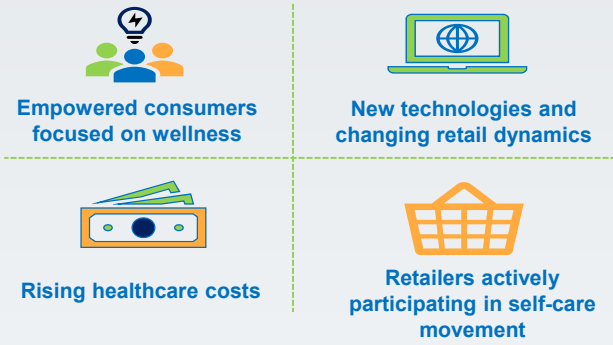 Empowered consumers
focused on wellness
New technologies and
changing retail dynamics
Rising healthcare costs
Retailers actively
participating in self-care
movement